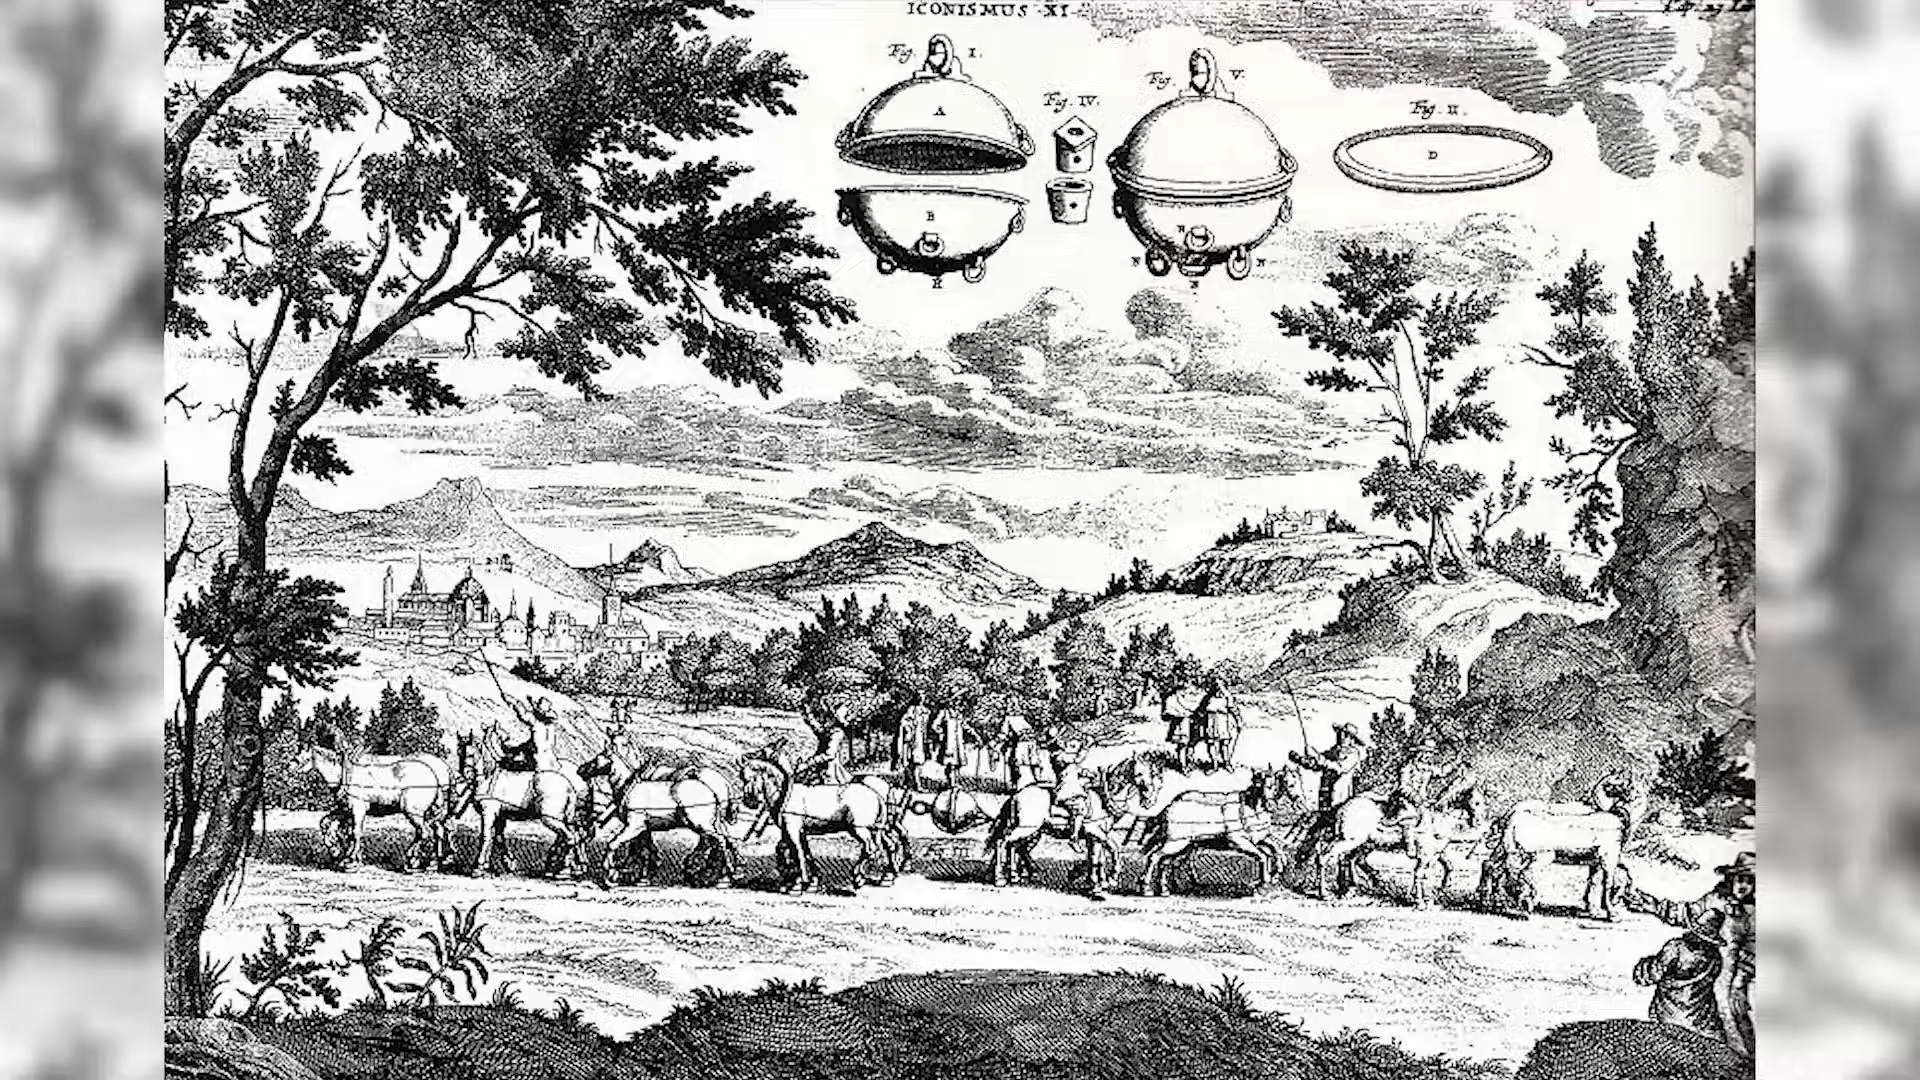 ICONISMUS XI
Fig. I.
A
B
Fig. IV.
Fig. V.
N N
Fig. II.
D